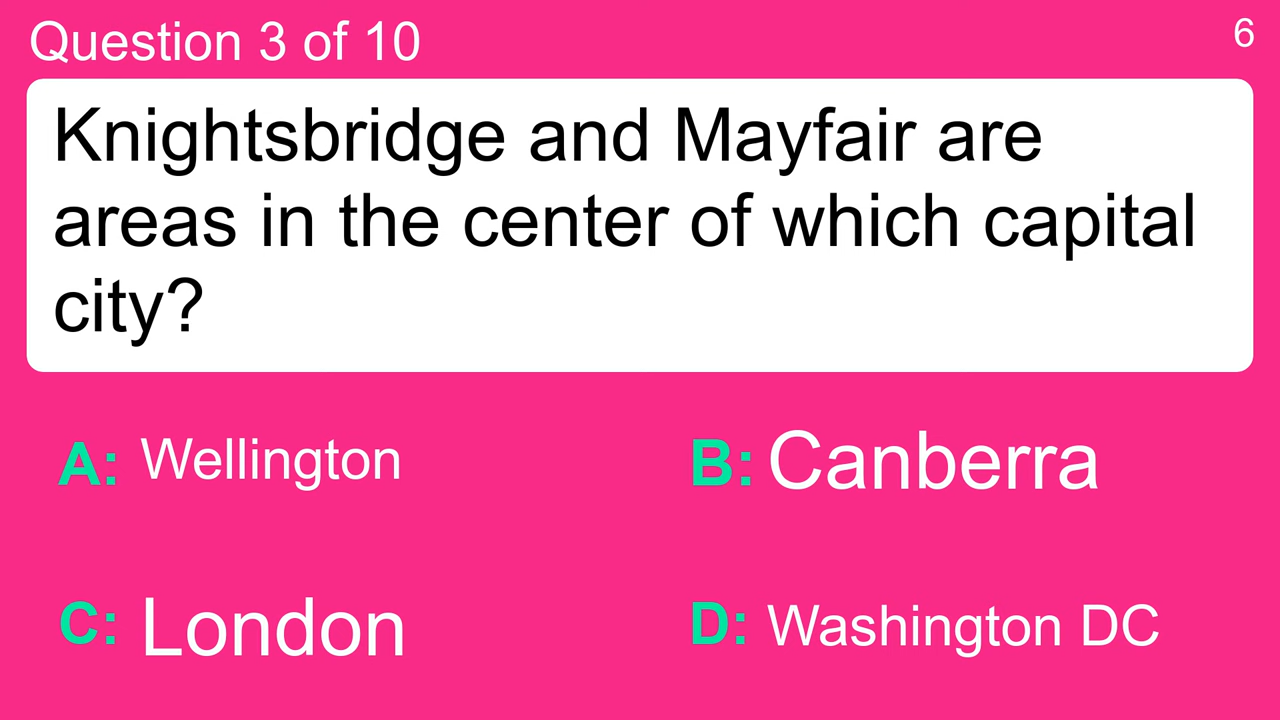 Question 3 of 10
6
Knightsbridge and Mayfair are
areas in the center of which capital
city?
A: Wellington
B: Canberra
C: London
D: Washington DC